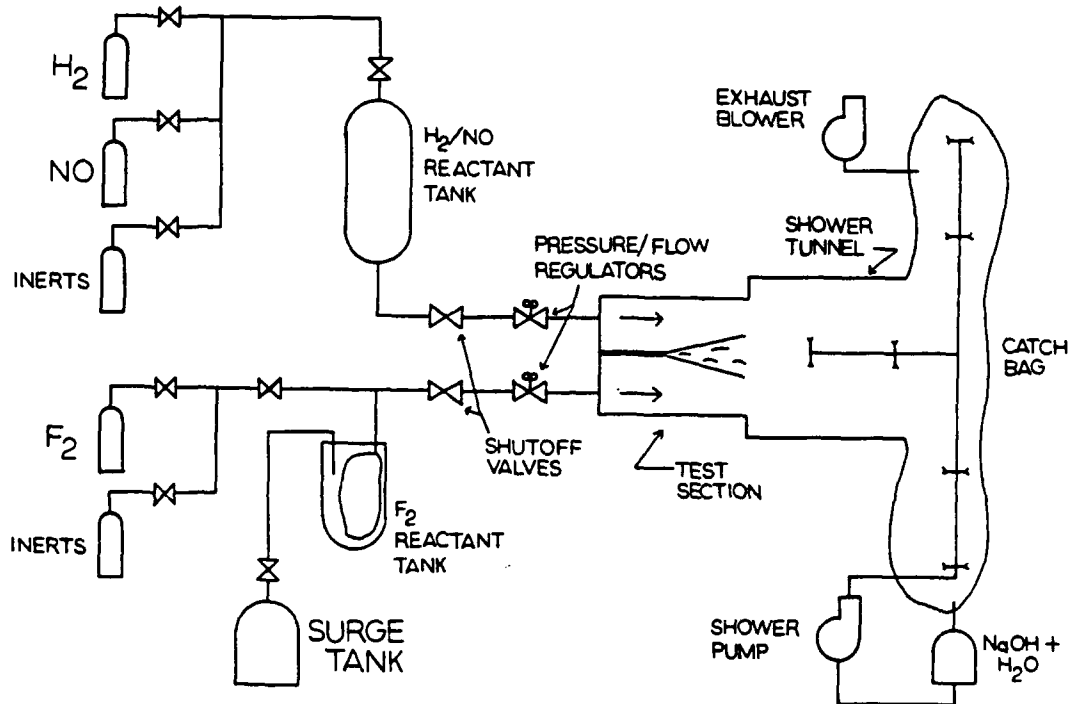 H2
NO
INERTS
H2/NO
REACTANT
TANK
EXHAUST
BLOWER
SHOWER
TUNNEL
PRESSURE/FLOW
REGULATORS
CATCH
BAG
F2
INERTS
SHUTOFF
VALVES
TEST
SECTION
F2
REACTANT
TANK
SURGE
TANK
SHOWER
PUMP
NaOH +
H2O